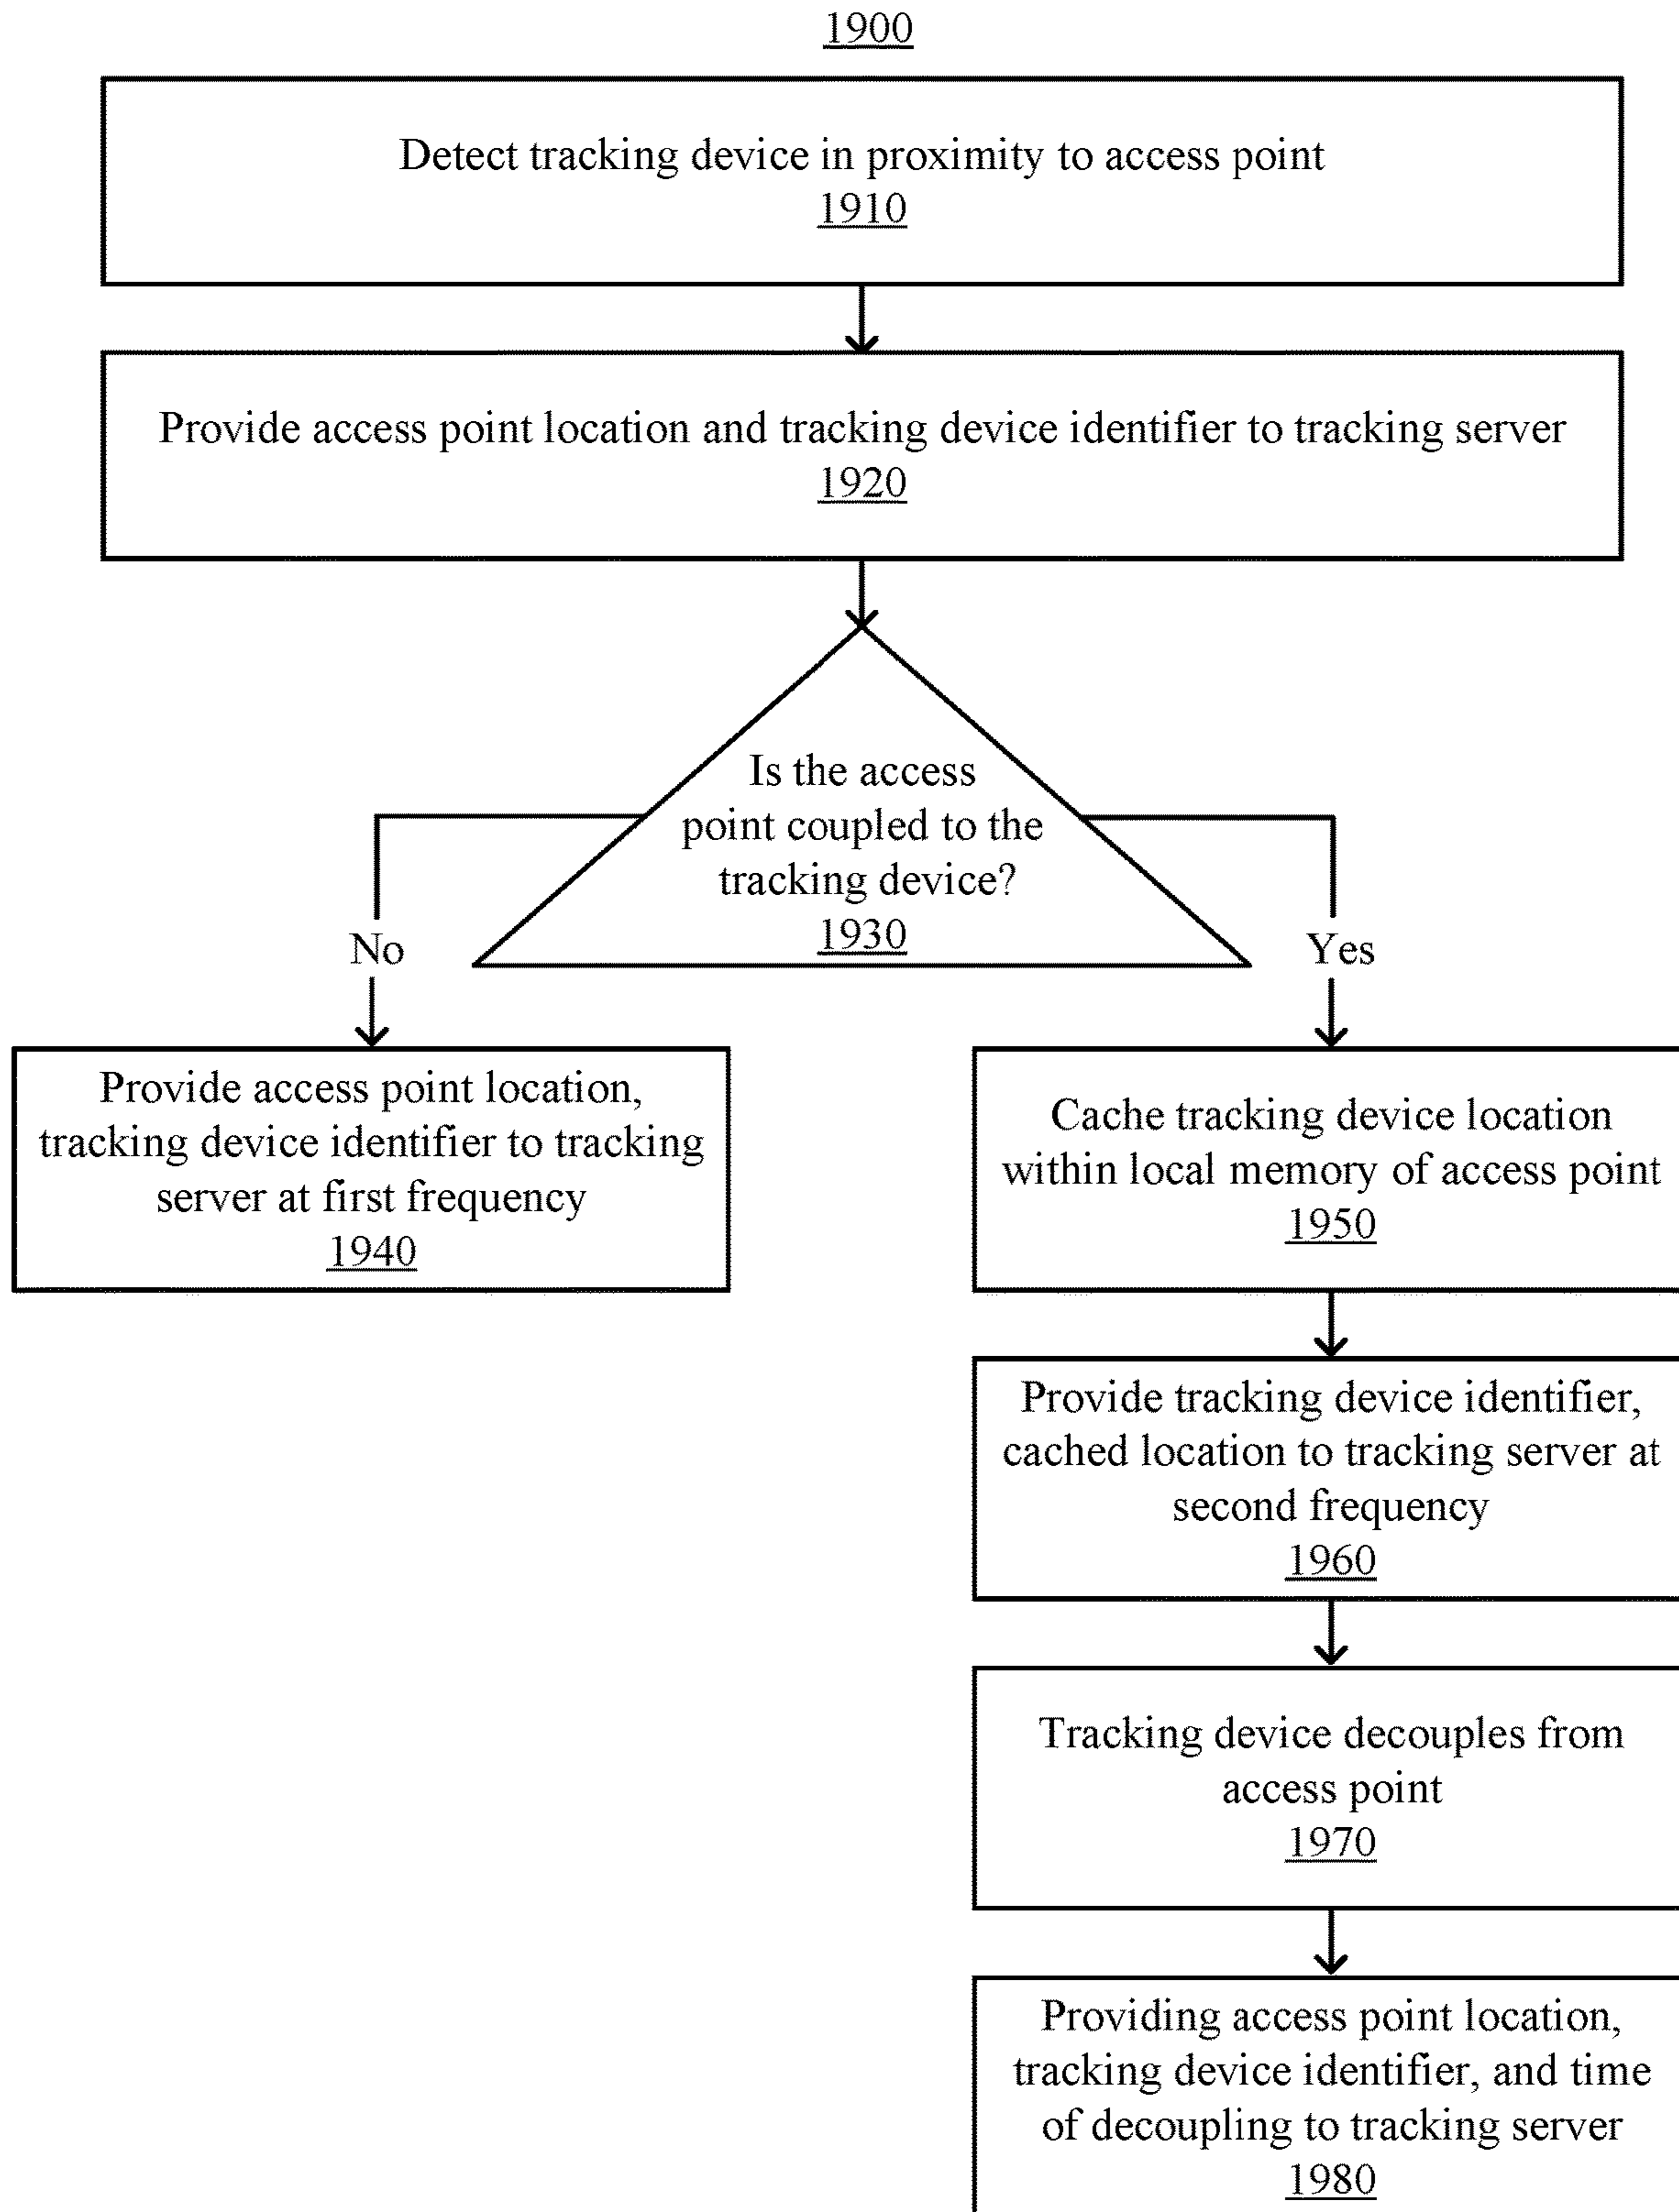 1900
Detect tracking device in proximity to access point
1910
Provide access point location and tracking device identifier to tracking server
1920
Is the access
point coupled to the
tracking device?
1930
No
Yes
Provide access point location,
tracking device identifier to tracking
server at first frequency
1940
Cache tracking device location
within local memory of access point
1950
Provide tracking device identifier,
cached location to tracking server at
second frequency
1960
Tracking device decouples from
access point
1970
Providing access point location,
tracking device identifier, and time
of decoupling to tracking server
1980